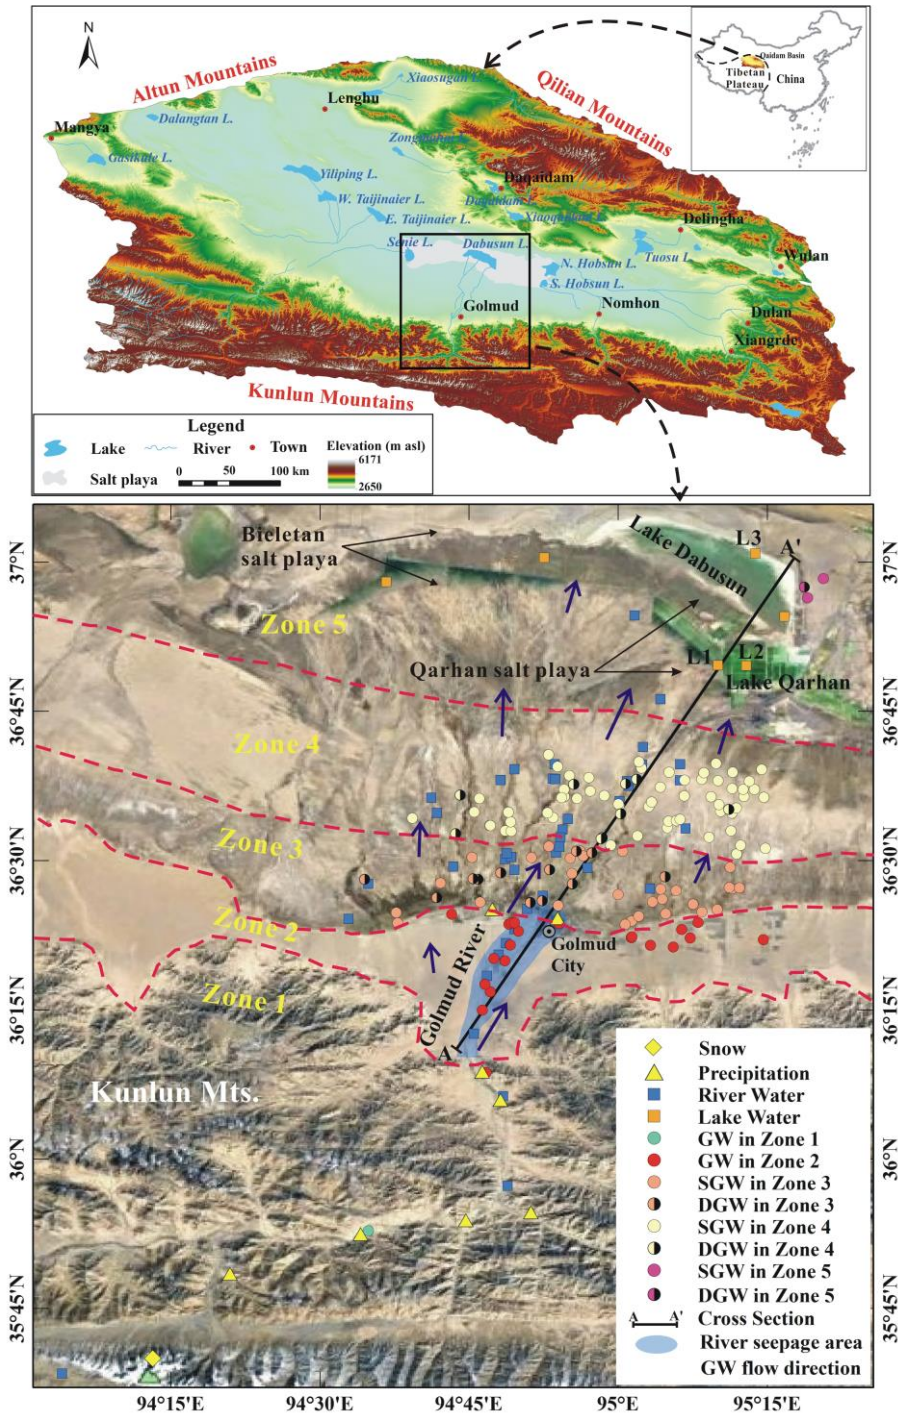 N
Altun Mountains
Qilian Mountains
Qaidam Basin
Tibetan
Plateau
China
Xiaosugan L.
Lenghu
Dalangtan L.
Mangya
Gasikule L.
Yiliping L.
W. Taijinaier L.
E. Taijinaier L.
Daqaidam
Delingha
Senie L.
Dabusun L.
Tuosu L.
Wulan
N. Hobsun L.
S. Hobsun L.
Golmud
Nomhon
Dulan
Xiangrde
Kunlun Mountains
Legend
Lake
River
Town
Elevation (m asl)
6171
2650
Salt playa
0
50
100 km
Bieletan
salt playa
Lake Dabusun
L3
A'
37°N
Zone 5
Qarhan salt playa
L1
L2
Lake Qarhan
36°45'N
36°45'N
37°N
Zone 4
Zone 3
36°30'N
36°30'N
Zone 2
Golmud River
Golmud
City
Zone 1
36°15'N
36°15'N
A
Kunlun Mts.
36°N
36°N
35°45'N
35°45'N
Snow
Precipitation
River Water
Lake Water
GW in Zone 1
GW in Zone 2
SGW in Zone 3
DGW in Zone 3
SGW in Zone 4
DGW in Zone 4
SGW in Zone 5
DGW in Zone 5
A A' Cross Section
River seepage area
GW flow direction
94°15'E
94°30'E
94°45'E
95°E
95°15'E